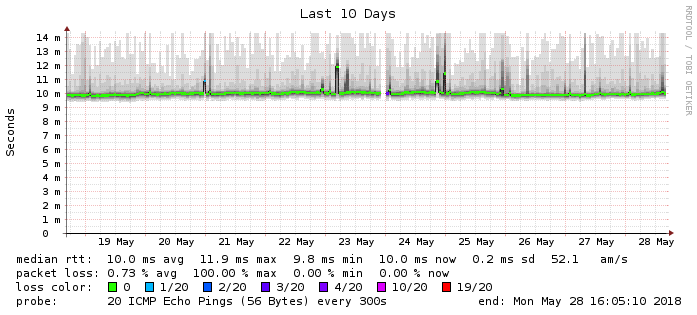 Last 10 Days
RRDTOOL / TOBI OETIKER
Seconds
14 m
13 m
12 m
11 m
10 m
9 m
8 m
7 m
6 m
5 m
4 m
3 m
2 m
1 m
0
19 May 20 May 21 May 22 May 23 May 24 May 25 May 26 May 27 May 28 May
median rtt: 10.0 ms avg 11.9 ms max 9.8 ms min 10.0 ms now 0.2 ms sd 52.1 am/s
packet loss: 0.73 % avg 100.00 % max 0.00 % min 0.00 % now
loss color: 0 1/20 2/20 3/20 4/20 10/20 19/20
probe: 20 ICMP Echo Pings (56 Bytes) every 300s end: Mon May 28 16:05:10 2018